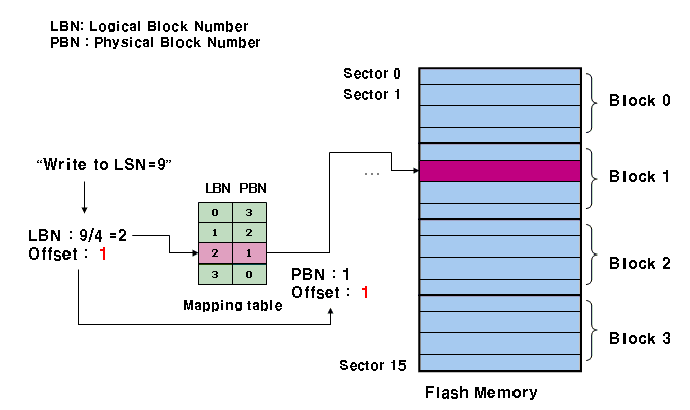 LBN: Logical Block Number
PBN : Physical Block Number
Sector 0
Sector 1
Block 0
"Write to LSN=9"
...
Block 1
LBN PBN
0 3
1 2
2 1
3 0
LBN : 9/4 =2
Offset : 1
Mapping table
PBN : 1
Offset : 1
Block 2
Block 3
Sector 15
Flash Memory